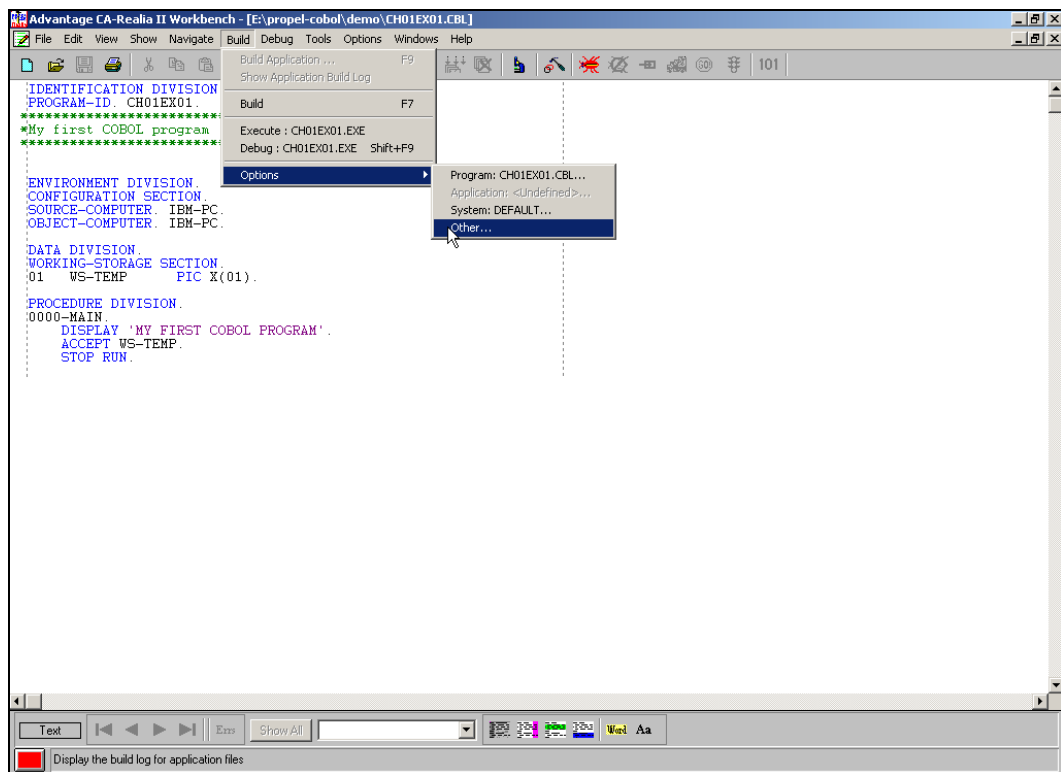 Advantage CA-Realia II Workbench - [E:\propel-cobol\demo\CH01EX01.CBL]
File Edit View Show Navigate Build Debug Tools Options Windows Help
Build Application ... F9
Show Application Build Log
Build F7
Execute : CH01EX01.EXE
Debug : CH01EX01.EXE Shift+F9
Options
Program: CH01EX01.CBL...
Application: <Undefined>...
System: DEFAULT...
Other...
101
IDENTIFICATION DIVISION
PROGRAM-ID. CH01EX01.
*************************
*My first COBOL program
*************************
ENVIRONMENT DIVISION.
CONFIGURATION SECTION.
SOURCE-COMPUTER. IBM-PC.
OBJECT-COMPUTER. IBM-PC.
DATA DIVISION.
WORKING-STORAGE SECTION.
01 WS-TEMP PIC X(01).
PROCEDURE DIVISION.
0000-MAIN.
DISPLAY 'MY FIRST COBOL PROGRAM'.
ACCEPT WS-TEMP.
STOP RUN.
Text Errs Show All Word Aa
Display the build log for application files